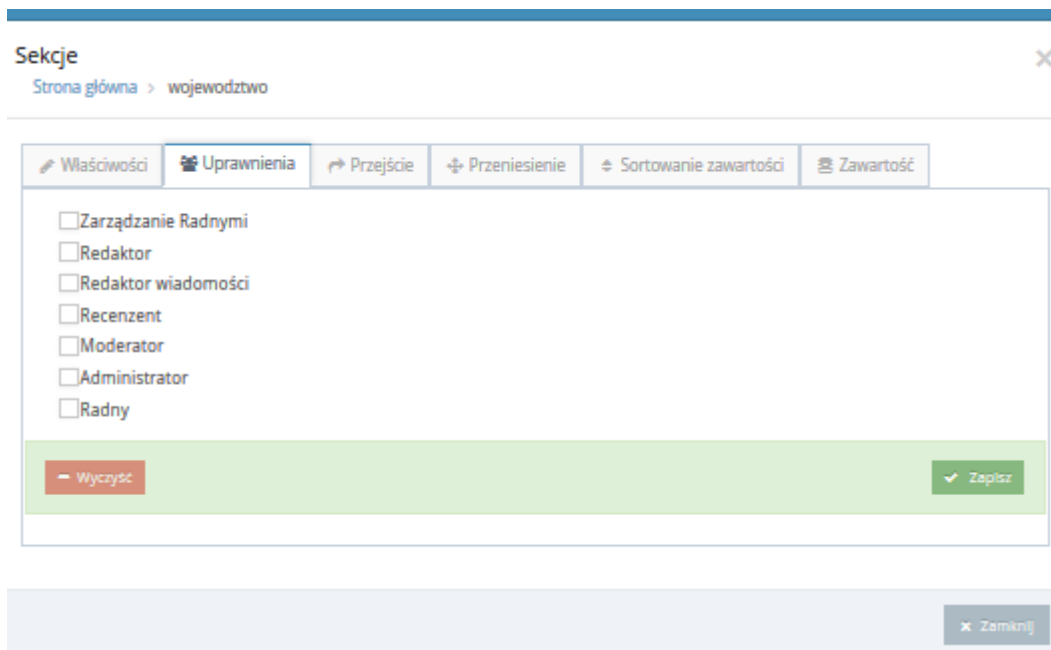 Sekcje
Strona główna > wojewodztwo
Właściwości Uprawnienia Przejście Przeniesienie Sortowanie zawartości Zawartość
Zarządzanie Radnymi
Redaktor
Redaktor wiadomości
Recenzent
Moderator
Administrator
Radny
Wyczyść Zapisz
Zamknij